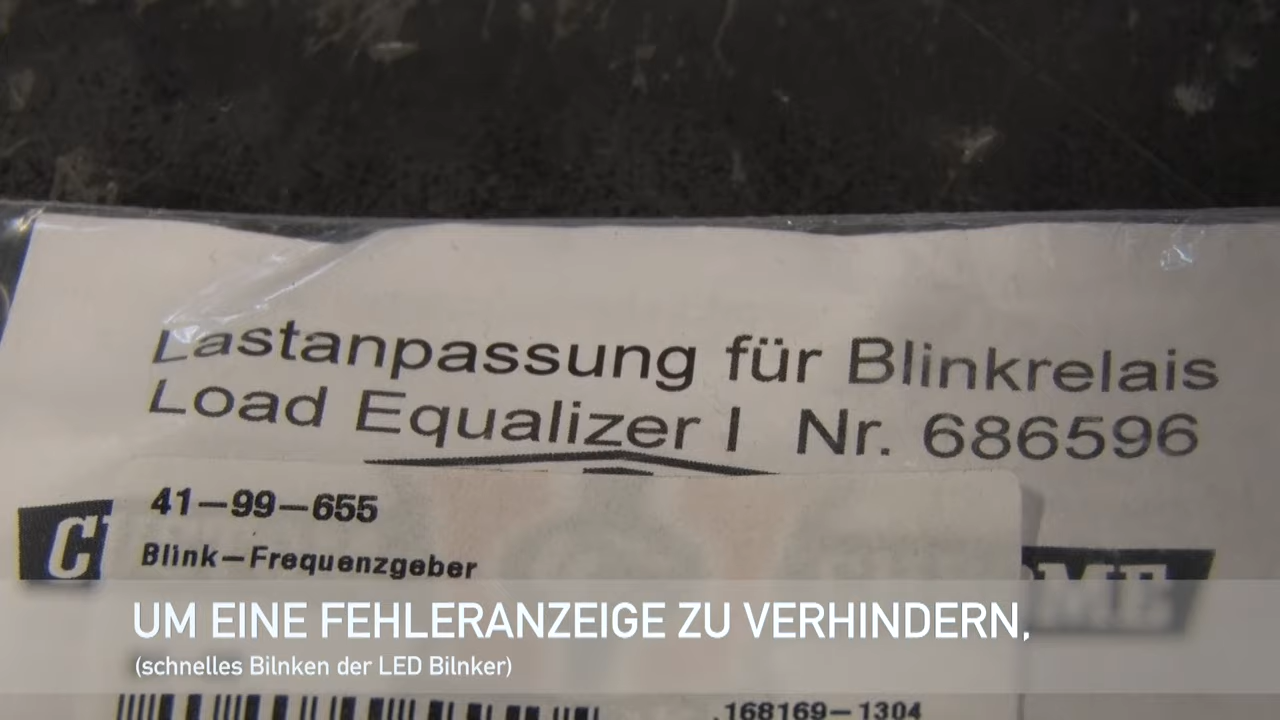 Lastanpassung für Blinkrelais
Load Equalizer I Nr. 686596
41-99-655
Blink-Frequenzgeber
UM EINE FEHLERANZEIGE ZU VERHINDERN,
(schnelles Bilnken der LED Bilnker)
.168169-1304